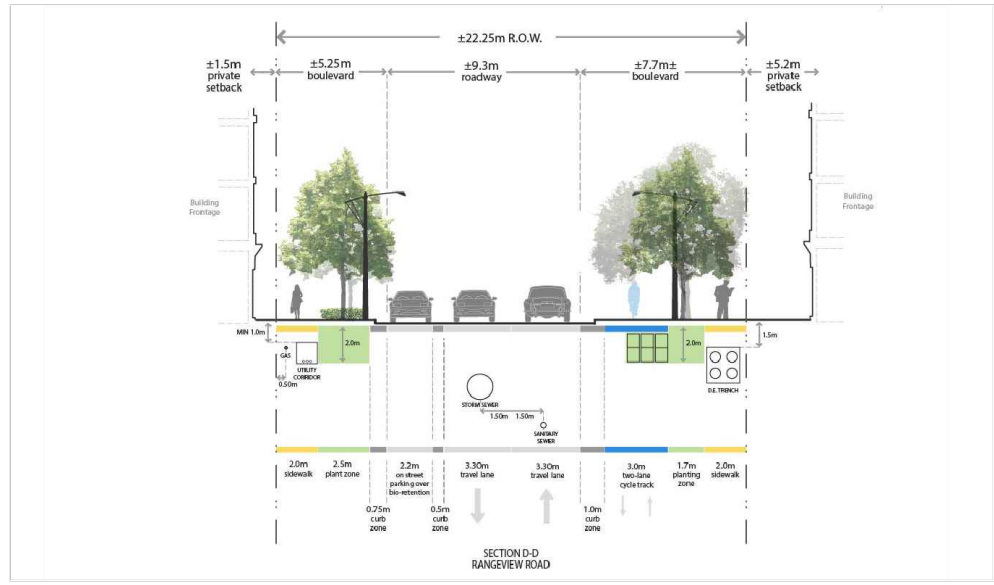 ±22.25m R.O.W.
±1.5m
private
setback
±5.25m
boulevard
±9.3m
roadway
±7.7m±
boulevard
±5.2m
private
setback
Building
Frontage
Building
Frontage
MIN 1.0m
GAS
0.50m
UTILITY
CORRIDOR
2.0m
STORM SEWER
1.50m 1.50m
SANITARY
SEWER
2.0m
1.5m
D.E. TRENCH
2.0m
sidewalk
2.5m
plant zone
2.2m
on street
parking over
bio-retention
3.30m
travel lane
3.30m
travel lane
3.0m
two-lane
cycle track
1.7m
planting
zone
2.0m
sidewalk
0.75m
curb
zone
0.5m
curb
zone
1.0m
curb
zone
SECTION D-D
RANGEVIEW ROAD